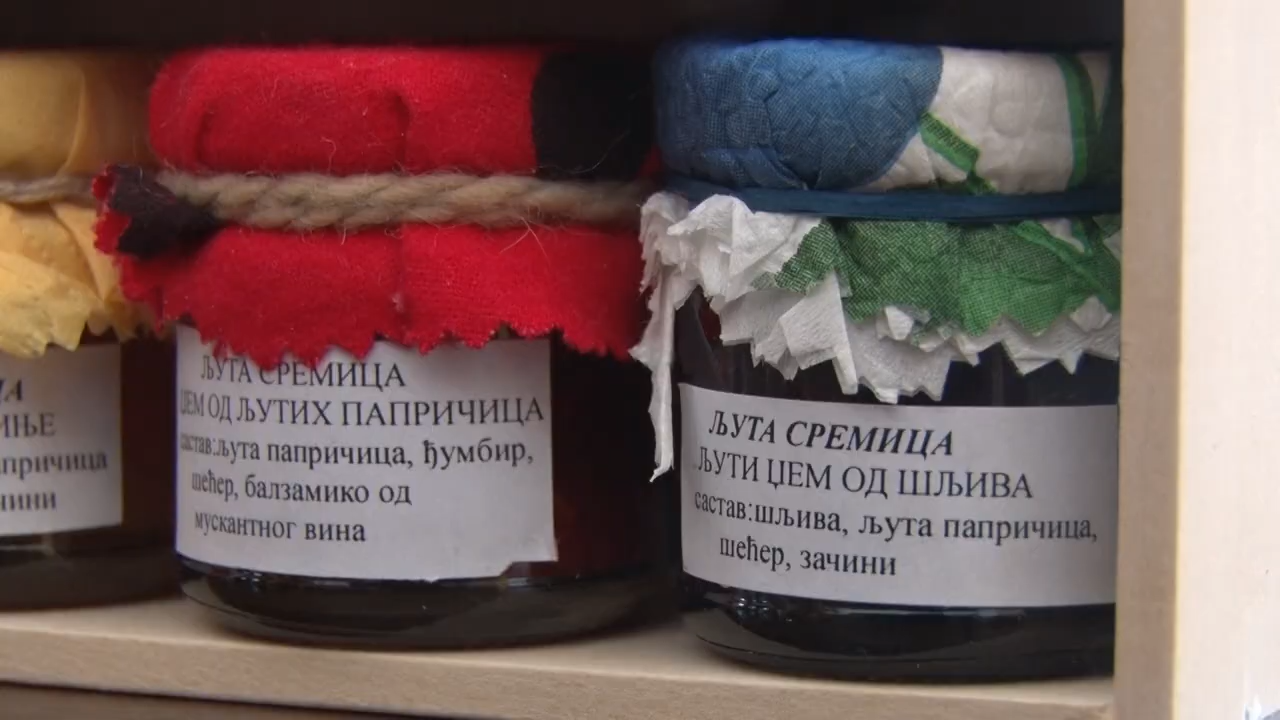 чини
ЉУТА СРЕМИЦА
ЏЕМ ОД ЉУТИХ ПАПРИЧИЦА
састав:љута папричица, ђумбир,
шећер, балзамико од
мускантног вина
ЉУТА СРЕМИЦА
ЉУТИ ЏЕМ ОД ШЉИВА
састав:шљива, љута папричица,
шећер, зачини